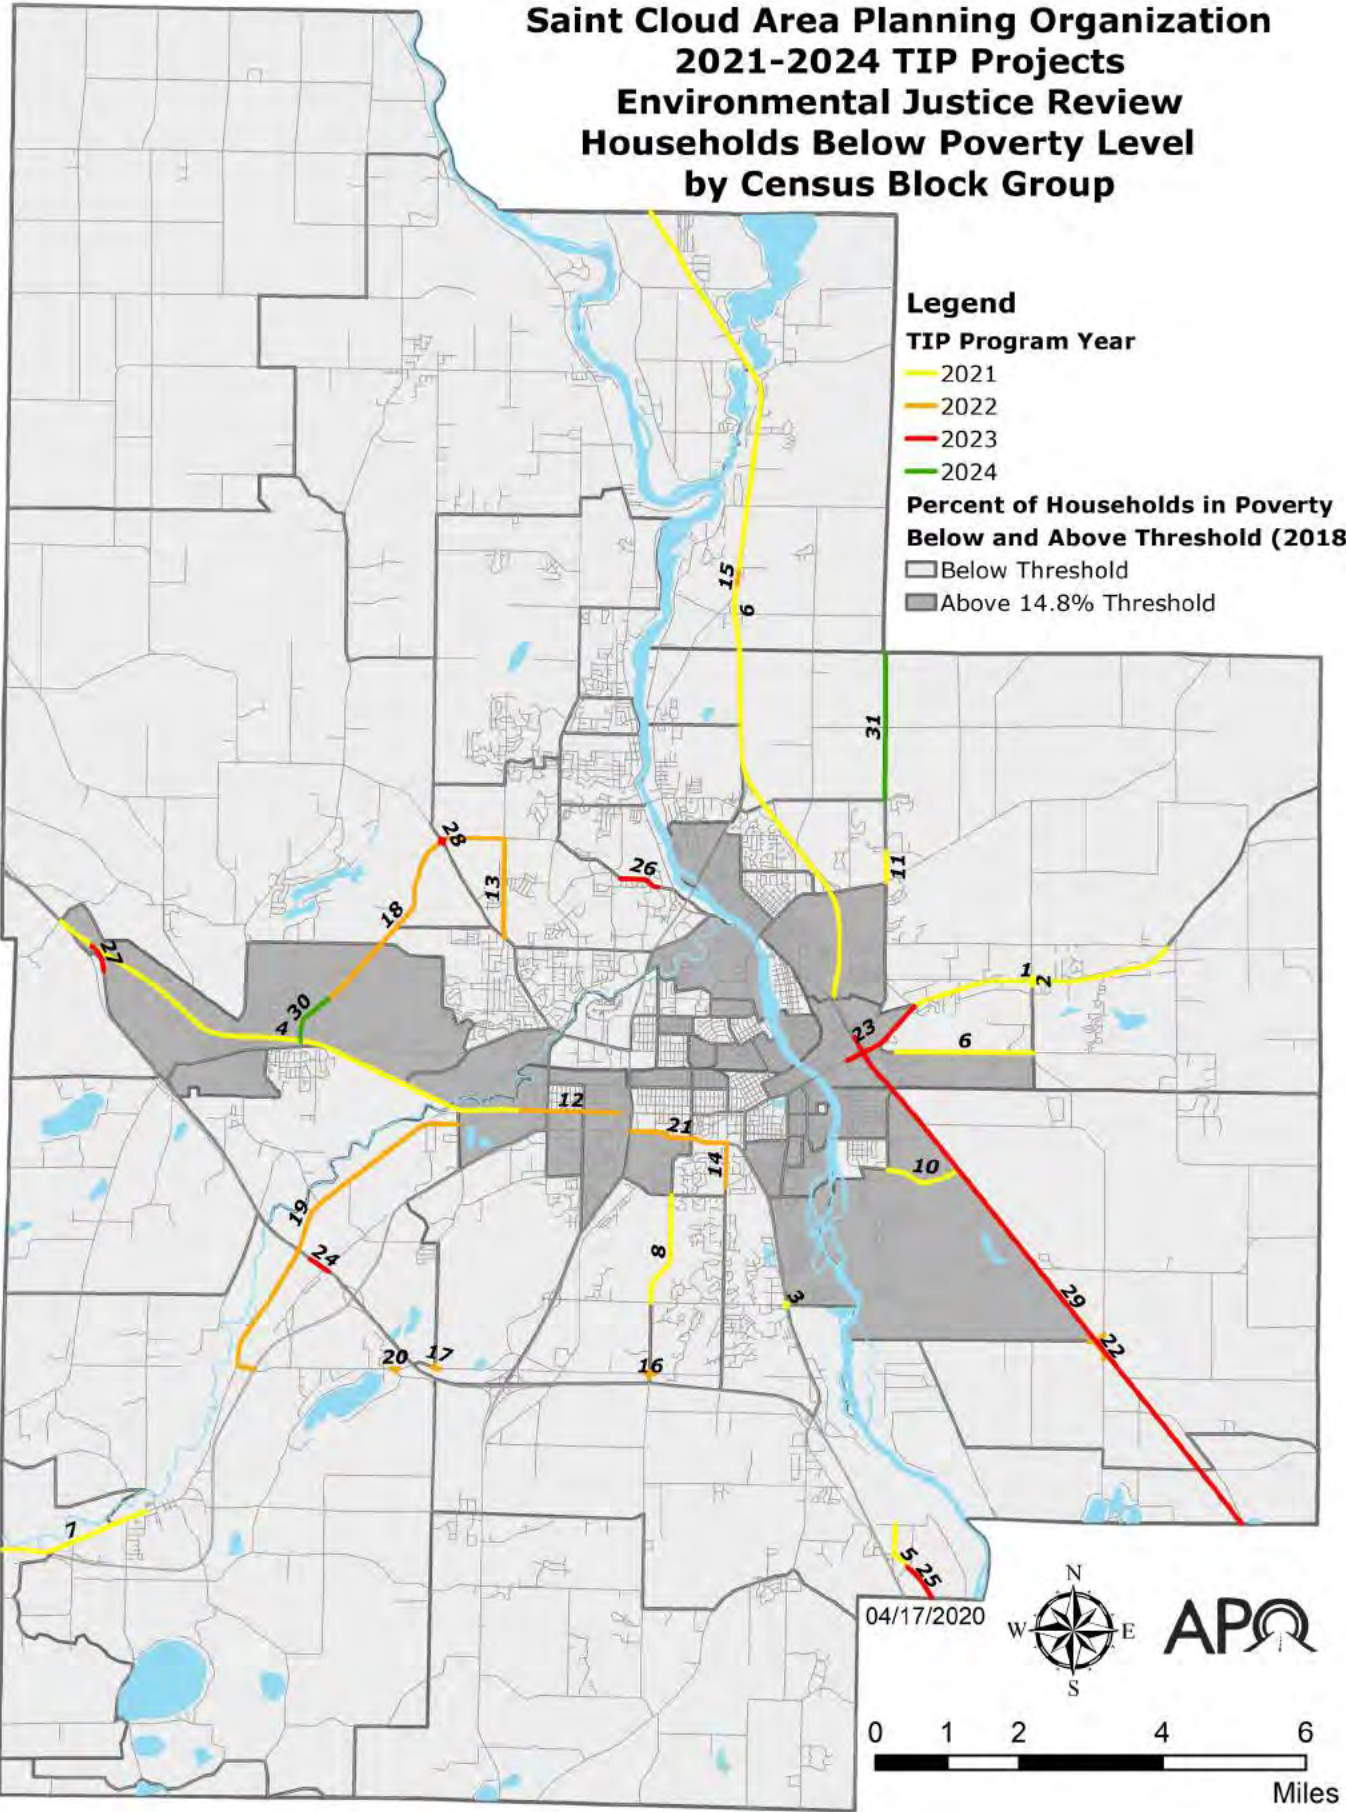 Saint Cloud Area Planning Organization
2021-2024 TIP Projects
Environmental Justice Review
Households Below Poverty Level
by Census Block Group
Legend
TIP Program Year
2021
2022
2023
2024
Percent of Households in Poverty
Below and Above Threshold (2018
Below Threshold
Above 14.8% Threshold
15
9
31
28
26
11
13
18
27
1
2
30
4
23
6
12
21
14
10
19
8
24
3
29
22
20
17
16
7
5
25
04/17/2020
N
W
E
S
APO
0 1 2 4 6
Miles